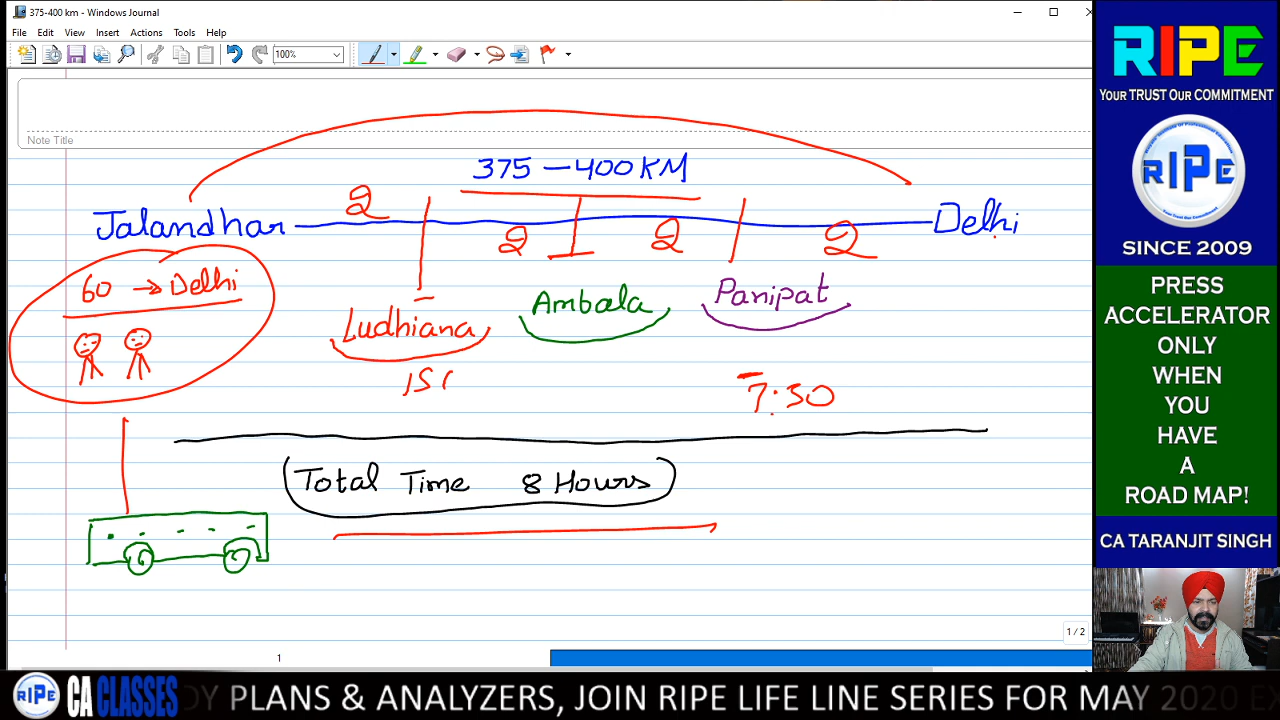 375-400 km - Windows Journal
File Edit View Insert Actions Tools Help
100%
Note Title
375 - 400 KM
Jalandhar
Delhi
2
2
2
2
60 → Delhi
Ludhiana
Ambala
Panipat
7:30
Total Time 8 Hours
1 / 2
1
RIPE
YOUR TRUST OUR COMMITMENT
RIPE
SINCE 2009
PRESS
ACCELERATOR
ONLY
WHEN
YOU
HAVE
A
ROAD MAP!
CA TARANJIT SINGH
RIPE CA CLASSES
DY PLANS & ANALYZERS, JOIN RIPE LIFE LINE SERIES FOR MAY 2020 EX